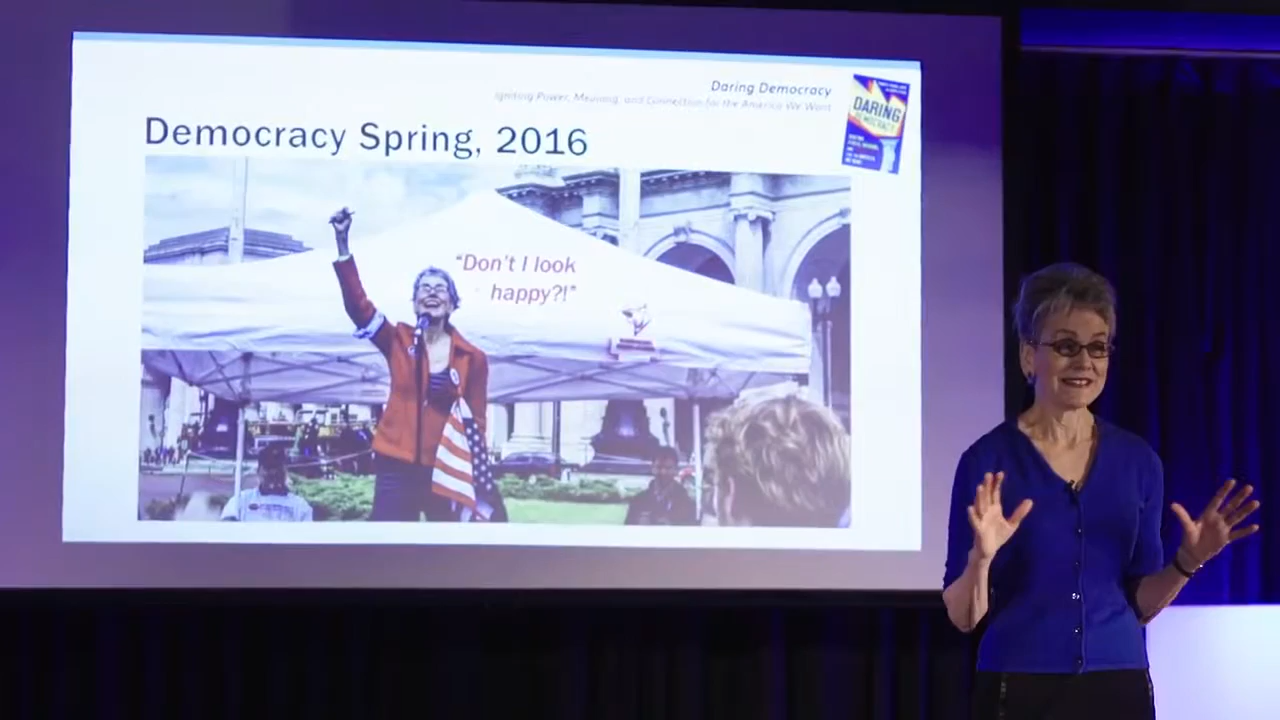 Daring Democracy
Igniting Power, Meaning, and Connection for the America We Want
Democracy Spring, 2016
DARING
DEMOCRACY
“Don't I look
happy?!”